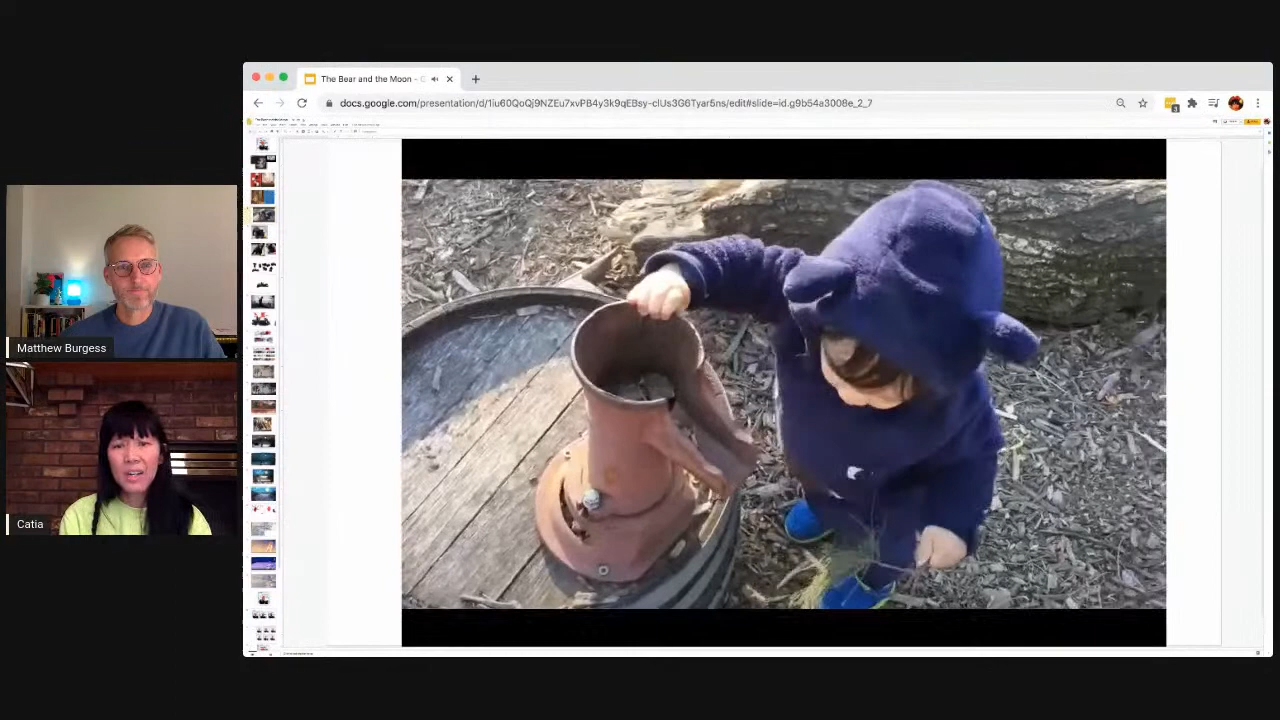 The Bear and the Moon - G
docs.google.com/presentation/d/1iu60QoQj9NZEu7xvPB4y3k9qEBsy-clUs3G6Tyar5ns/edit#slide=id.g9b54a3008e_2_7
Matthew Burgess
Catia